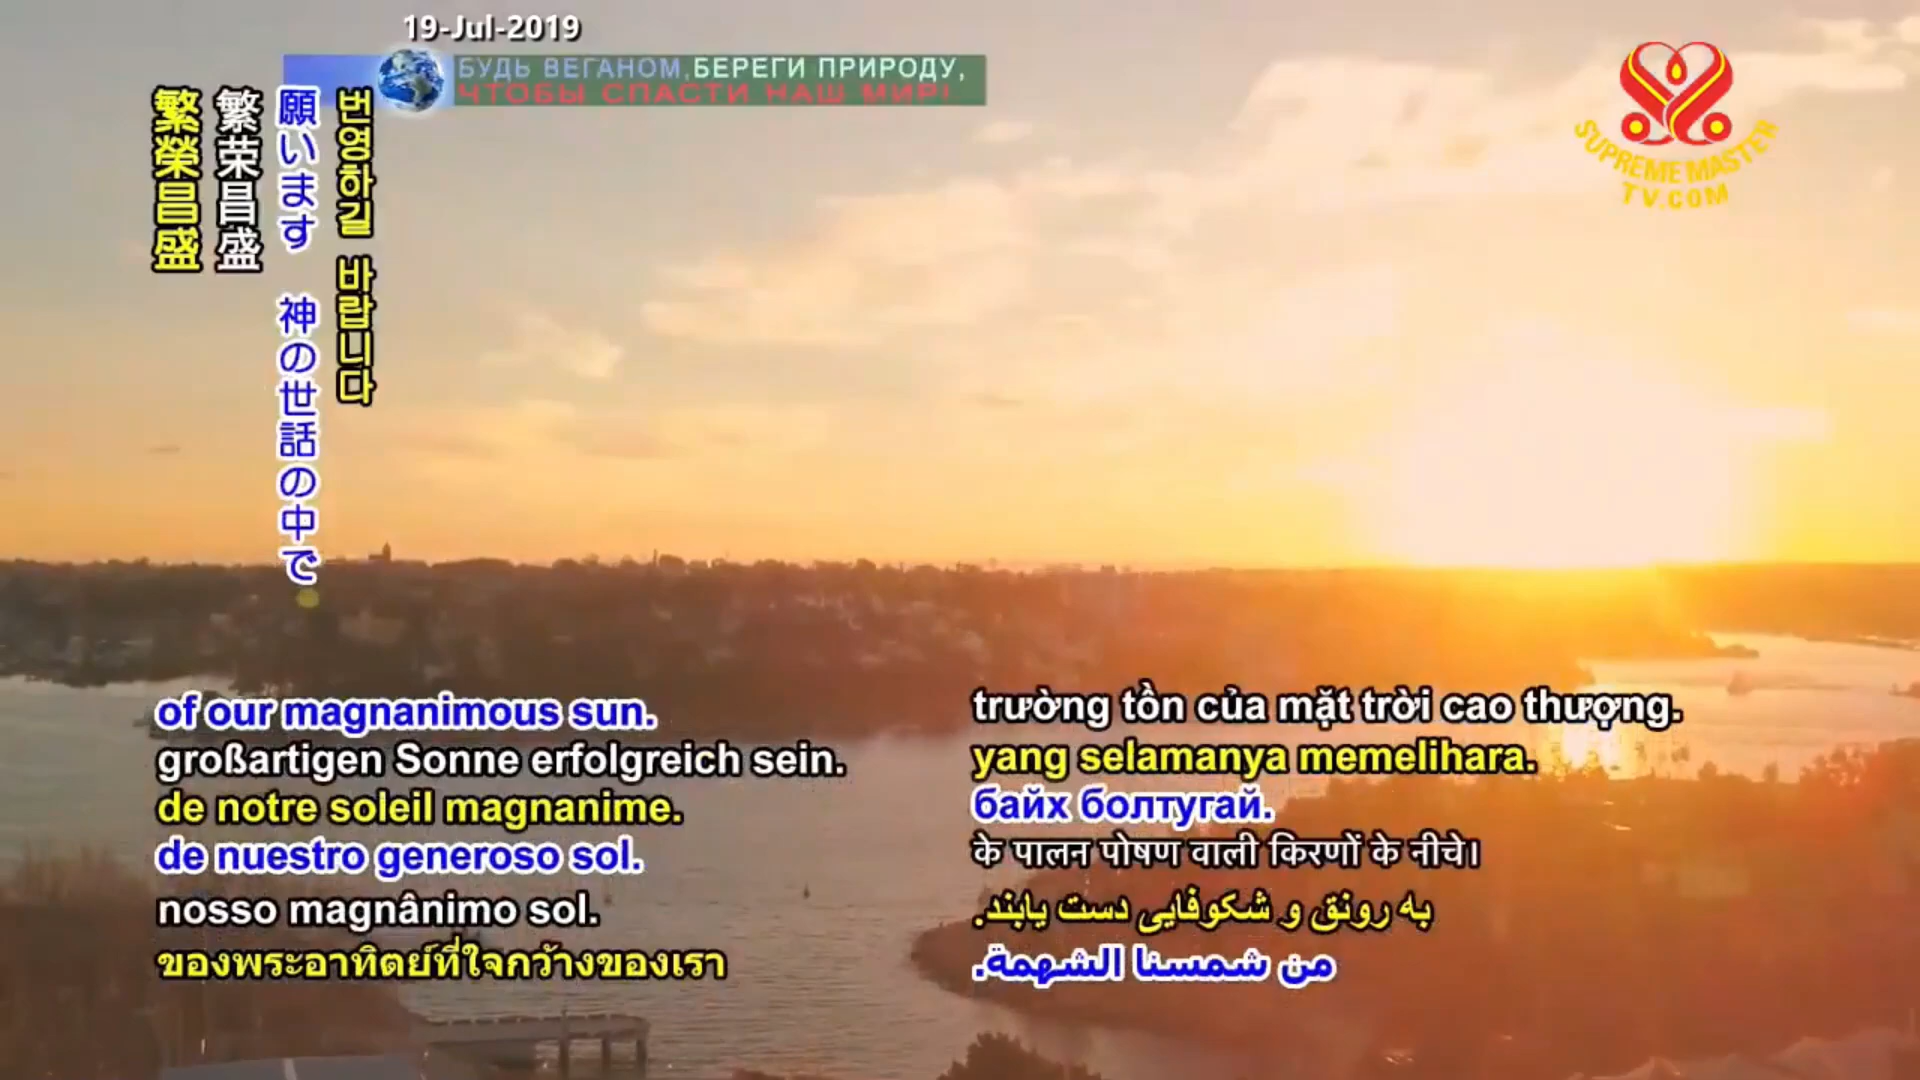 19-Jul-2019
БУДЬ ВЕГАНОМ,БЕРЕГИ ПРИРОДУ,
ЧТОБЫ СПАСТИ НАШ МИР!
SUPREME MASTER
TV.COM
번영하길 바랍니다
願います 神の世話の中で
繁荣昌盛
繁榮昌盛
of our magnanimous sun.
großartigen Sonne erfolgreich sein.
de notre soleil magnanime.
de nuestro generoso sol.
nosso magnânimo sol.
ของพระอาทิตย์ที่ใจกว้างของเรา
trường tồn của mặt trời cao thượng.
yang selamanya memelihara.
байх болтугай.
के पालन पोषण वाली किरणों के नीचे।
به رونق و شکوفایی دست یابند.
من شمسنا الشهمة.